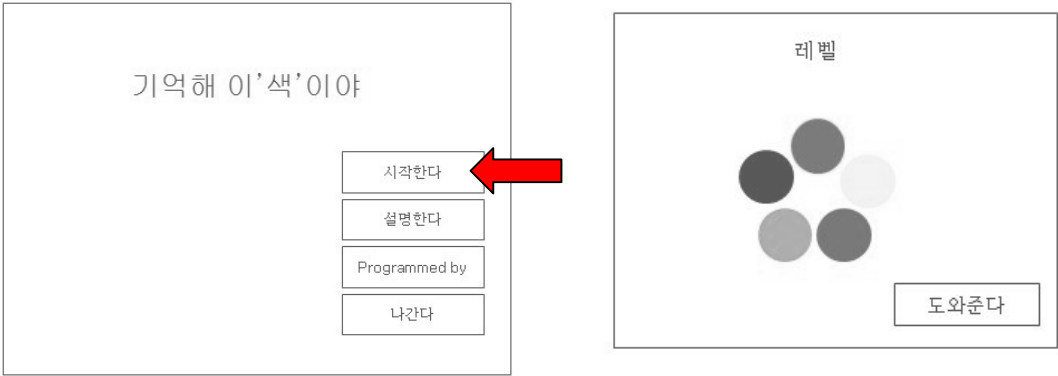 기억해 이'색'이야
시작한다
설명한다
Programmed by
나간다
레벨
도와준다